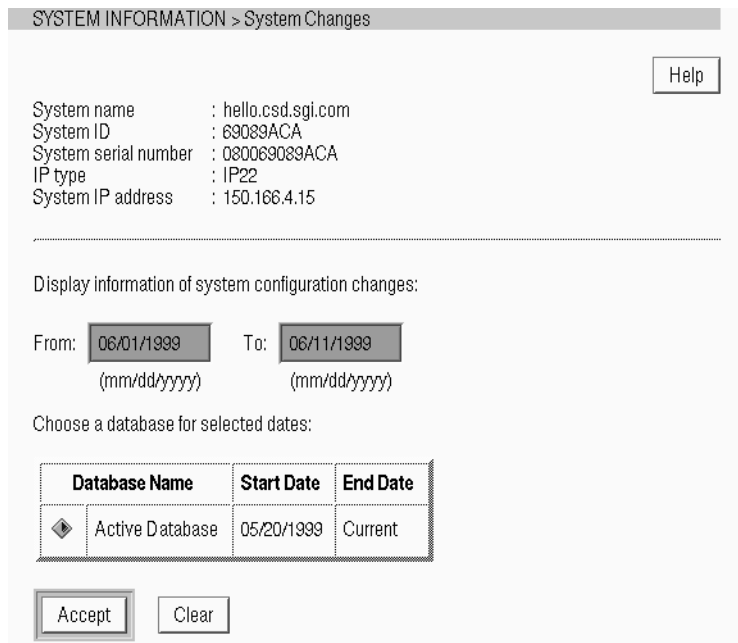 SYSTEM INFORMATION > System Changes
Help
System name : hello.csd.sgi.com
System ID : 69089ACA
System serial number : 080069089ACA
IP type : IP22
System IP address : 150.166.4.15
Display information of system configuration changes:
From: 06/01/1999 To: 06/11/1999
(mm/dd/yyyy) (mm/dd/yyyy)
Choose a database for selected dates:
Database Name Start Date End Date
Active Database 05/20/1999 Current
Accept Clear